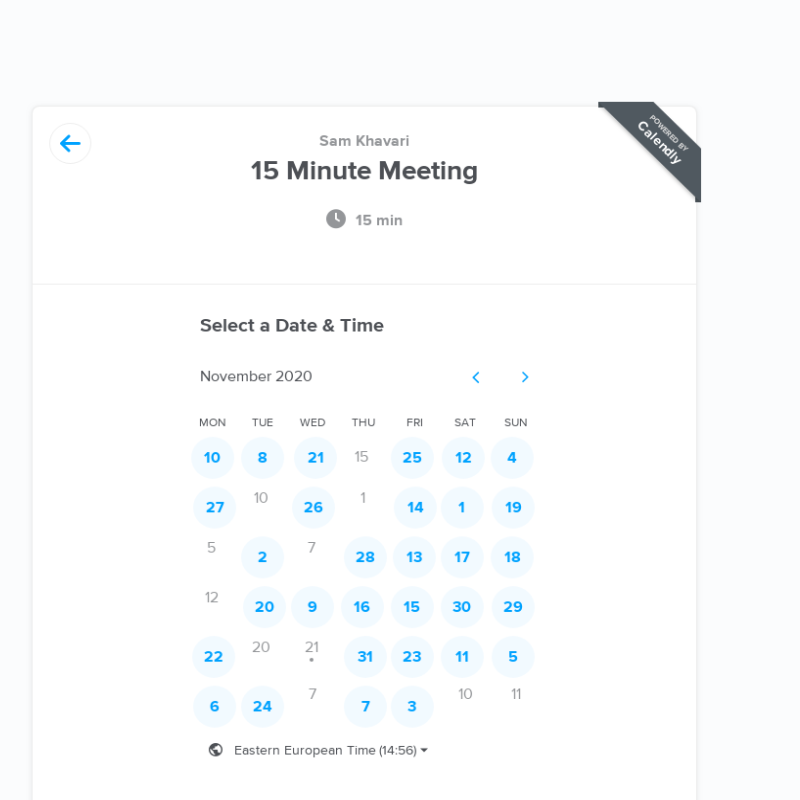 POWERED BY
Calendly
Sam Khavari
15 Minute Meeting
15 min
Select a Date & Time
November 2020
MON TUE WED THU FRI SAT SUN
10 8 21 15 25 12 4
27 10 26 1 14 1 19
5 2 7 28 13 17 18
12 20 9 16 15 30 29
22 20 21 31 23 11 5
6 24 7 7 3 10 11
Eastern European Time (14:56)